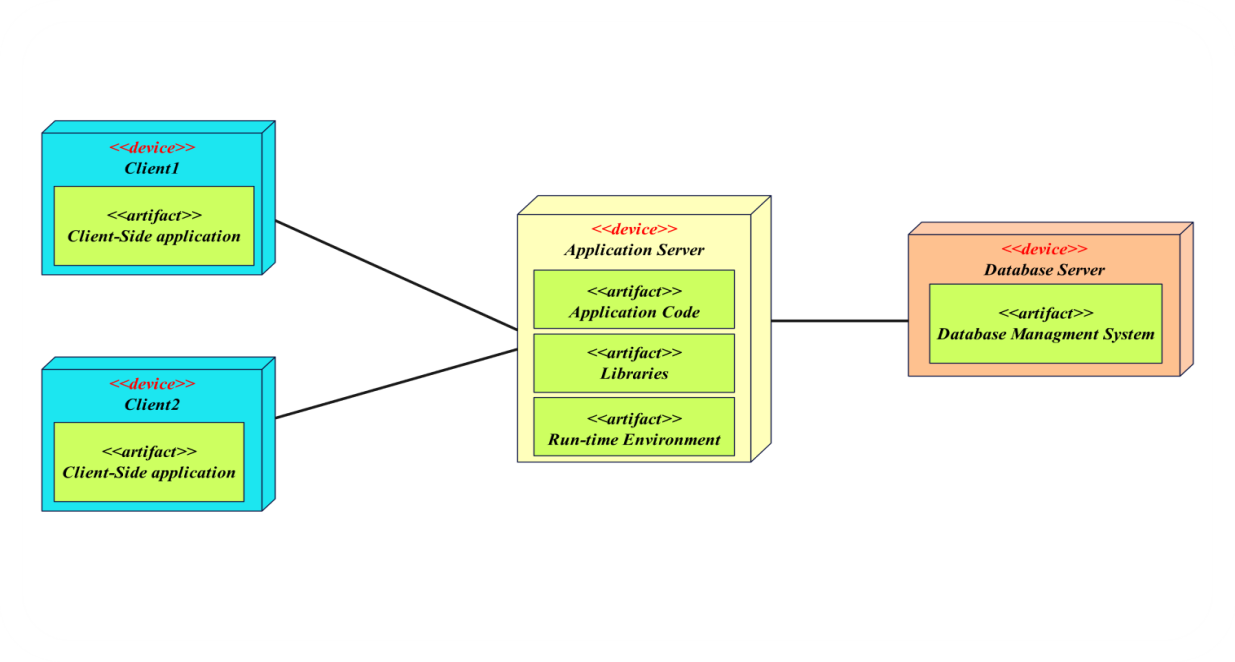 <<device>>
Client1
<<artifact>>
Client-Side application
<<device>>
Client2
<<artifact>>
Client-Side application
<<device>>
Application Server
<<artifact>>
Application Code
<<artifact>>
Libraries
<<artifact>>
Run-time Environment
<<device>>
Database Server
<<artifact>>
Database Managment System